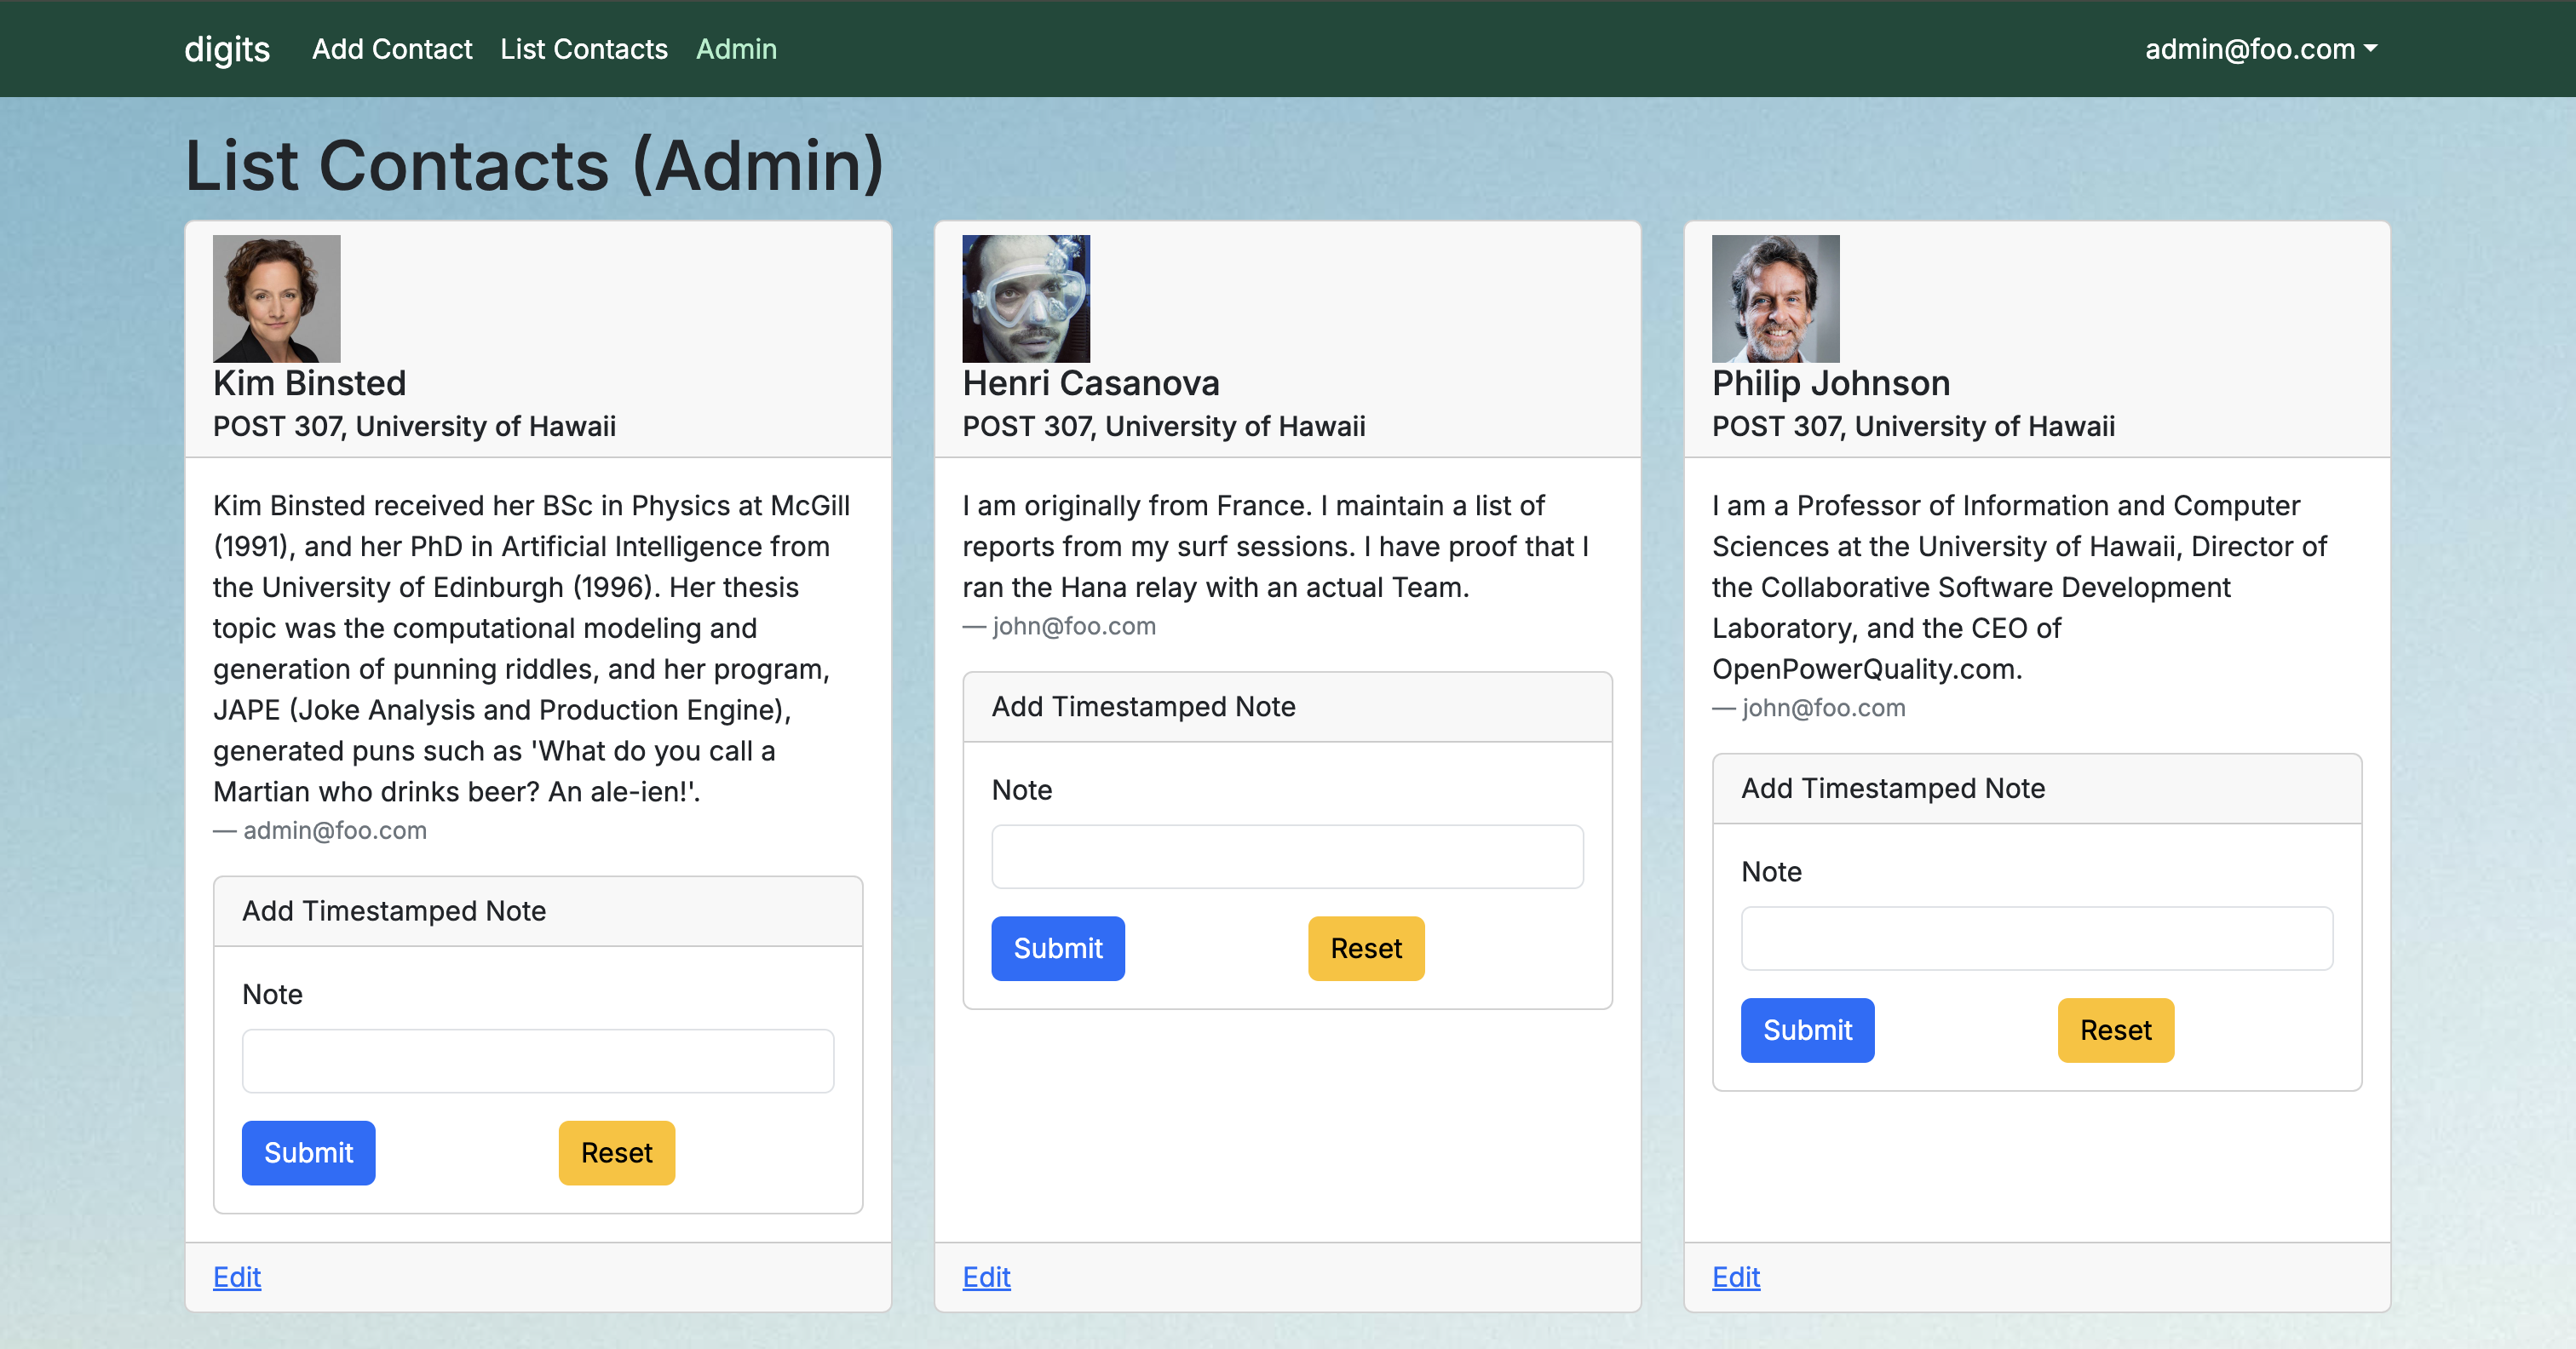 digits Add Contact List Contacts Admin admin@foo.com
List Contacts (Admin)
Kim Binsted
POST 307, University of Hawaii
Kim Binsted received her BSc in Physics at McGill
(1991), and her PhD in Artificial Intelligence from
the University of Edinburgh (1996). Her thesis
topic was the computational modeling and
generation of punning riddles, and her program,
JAPE (Joke Analysis and Production Engine),
generated puns such as 'What do you call a
Martian who drinks beer? An ale-ien!'.
— admin@foo.com
Add Timestamped Note
Note
Submit Reset
Edit
Henri Casanova
POST 307, University of Hawaii
I am originally from France. I maintain a list of
reports from my surf sessions. I have proof that I
ran the Hana relay with an actual Team.
— john@foo.com
Add Timestamped Note
Note
Submit Reset
Edit
Philip Johnson
POST 307, University of Hawaii
I am a Professor of Information and Computer
Sciences at the University of Hawaii, Director of
the Collaborative Software Development
Laboratory, and the CEO of
OpenPowerQuality.com.
— john@foo.com
Add Timestamped Note
Note
Submit Reset
Edit